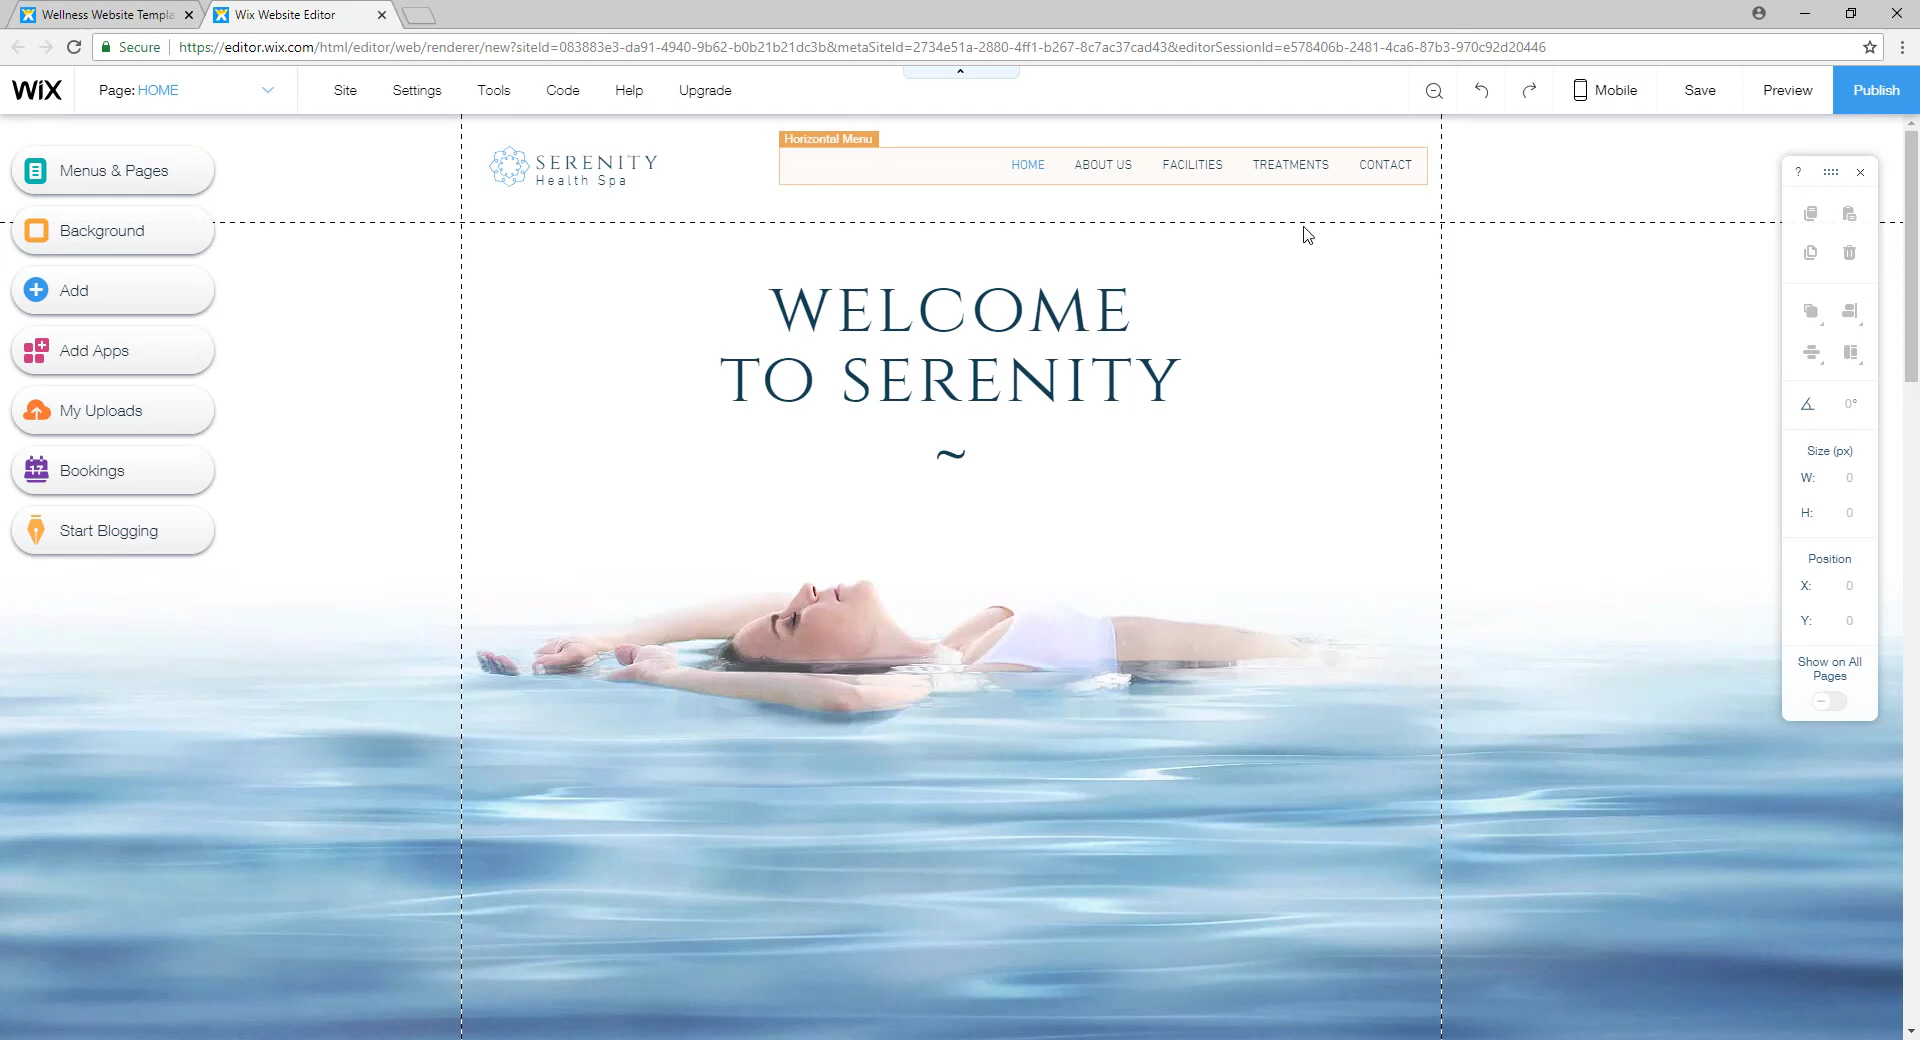 Wellness Website Templa
Wix Website Editor
Secure
https://editor.wix.com/html/editor/web/renderer/new?siteId=083883e3-da91-4940-9b62-b0b21b21dc3b&metaSiteId=2734e51a-2880-4ff1-b267-8c7ac37cad43&editorSessionId=e578406b-2481-4ca6-87b3-970c92d20446
WiX
Page: HOME
Site
Settings
Tools
Code
Help
Upgrade
Mobile
Save
Preview
Publish
Horizontal Menu
SERENITY
Health Spa
HOME
ABOUT US
FACILITIES
TREATMENTS
CONTACT
Menus & Pages
Background
Add
Add Apps
My Uploads
17
Bookings
Start Blogging
WELCOME
TO SERENITY
~
?
0°
Size (px)
W: 0
H: 0
Position
X: 0
Y: 0
Show on All
Pages